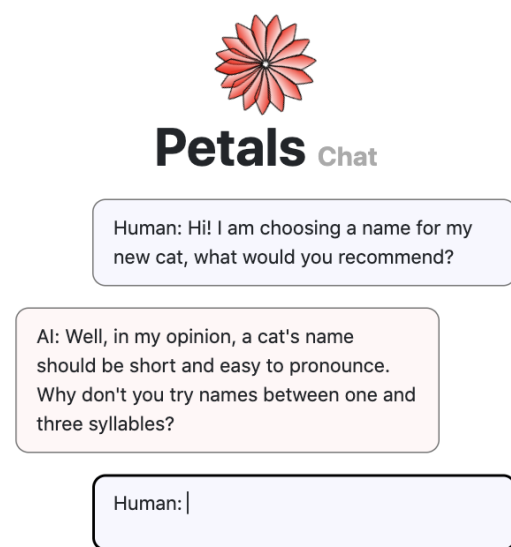 Petals Chat
Human: Hi! I am choosing a name for my
new cat, what would you recommend?
AI: Well, in my opinion, a cat's name
should be short and easy to pronounce.
Why don't you try names between one and
three syllables?
Human: